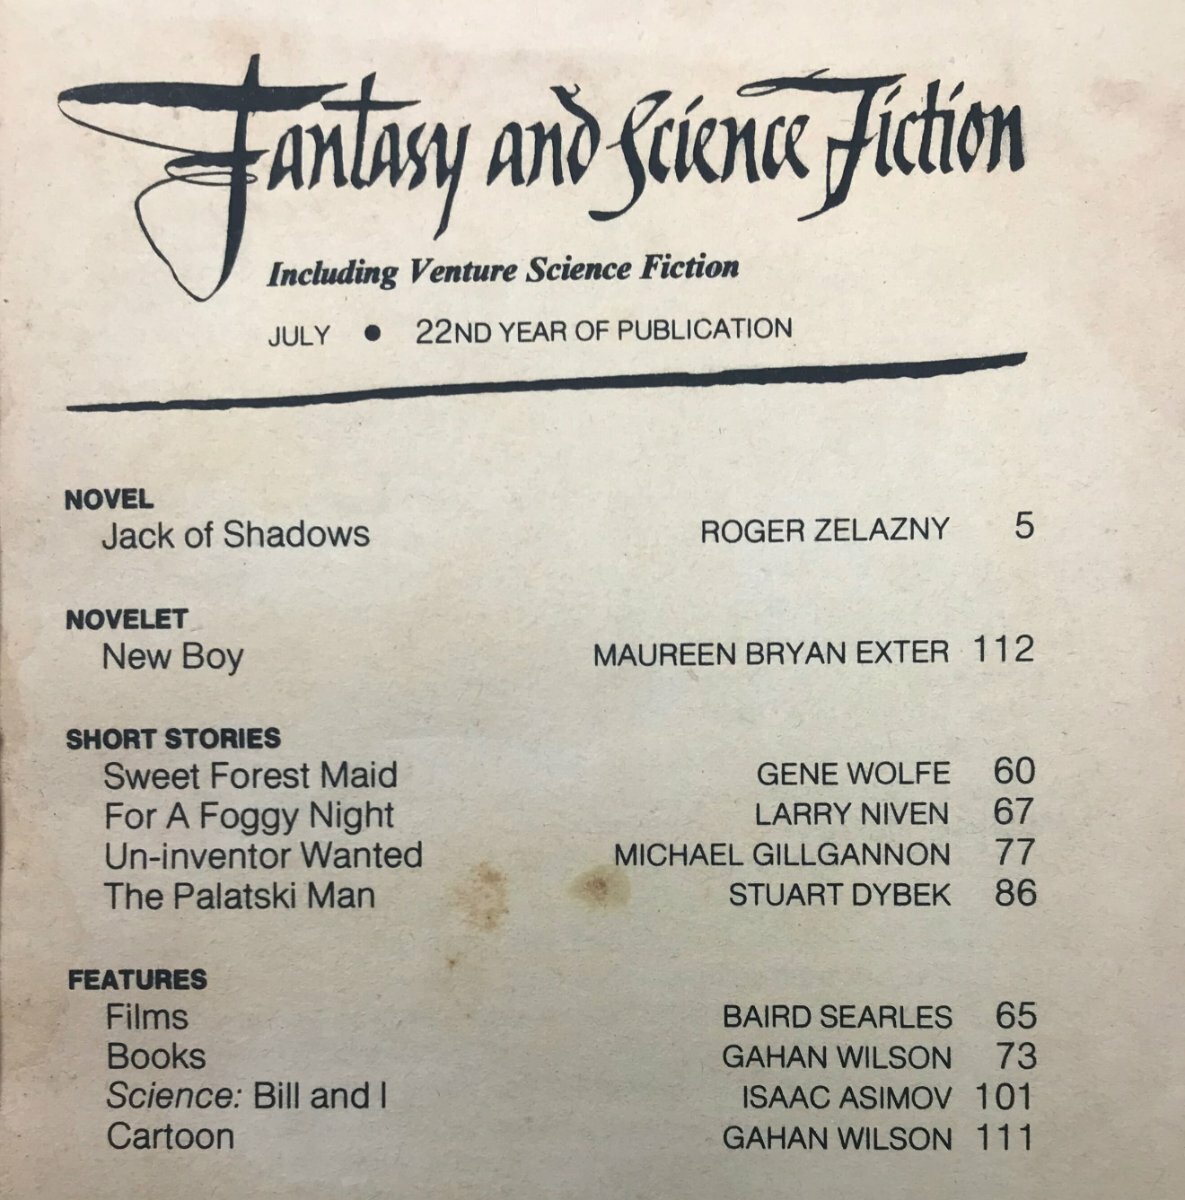 Fantasy and Science Fiction
Including Venture Science Fiction
JULY ● 22ND YEAR OF PUBLICATION
NOVEL
Jack of Shadows ROGER ZELAZNY 5
NOVELET
New Boy MAUREEN BRYAN EXTER 112
SHORT STORIES
Sweet Forest Maid GENE WOLFE 60
For A Foggy Night LARRY NIVEN 67
Un-inventor Wanted MICHAEL GILLGANNON 77
The Palatski Man STUART DYBEK 86
FEATURES
Films BAIRD SEARLES 65
Books GAHAN WILSON 73
Science: Bill and I ISAAC ASIMOV 101
Cartoon GAHAN WILSON 111